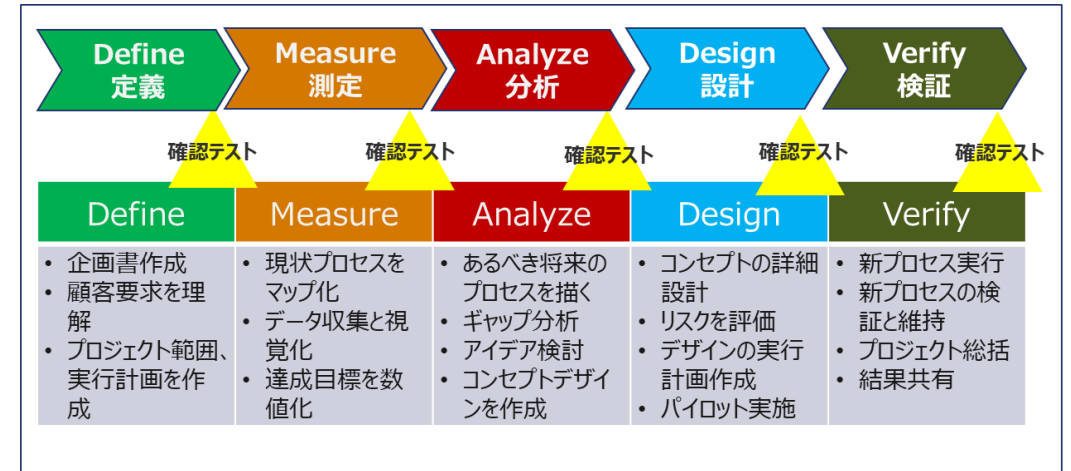 Define
定義
Measure
測定
Analyze
分析
Design
設計
Verify
検証
確認テスト
確認テスト
確認テスト
確認テスト
確認テスト
Define
Measure
Analyze
Design
Verify
• 企画書作成
• 顧客要求を理
解
• プロジェクト範囲、
実行計画を作
成
• 現状プロセスを
マップ化
• データ収集と視
覚化
• 達成目標を数
値化
• あるべき将来の
プロセスを描く
• ギャップ分析
• アイデア検討
• コンセプトデザイ
ンを作成
• コンセプトの詳細
設計
• リスクを評価
• デザインの実行
計画作成
• パイロット実施
• 新プロセス実行
• 新プロセスの検
証と維持
• プロジェクト総括
• 結果共有